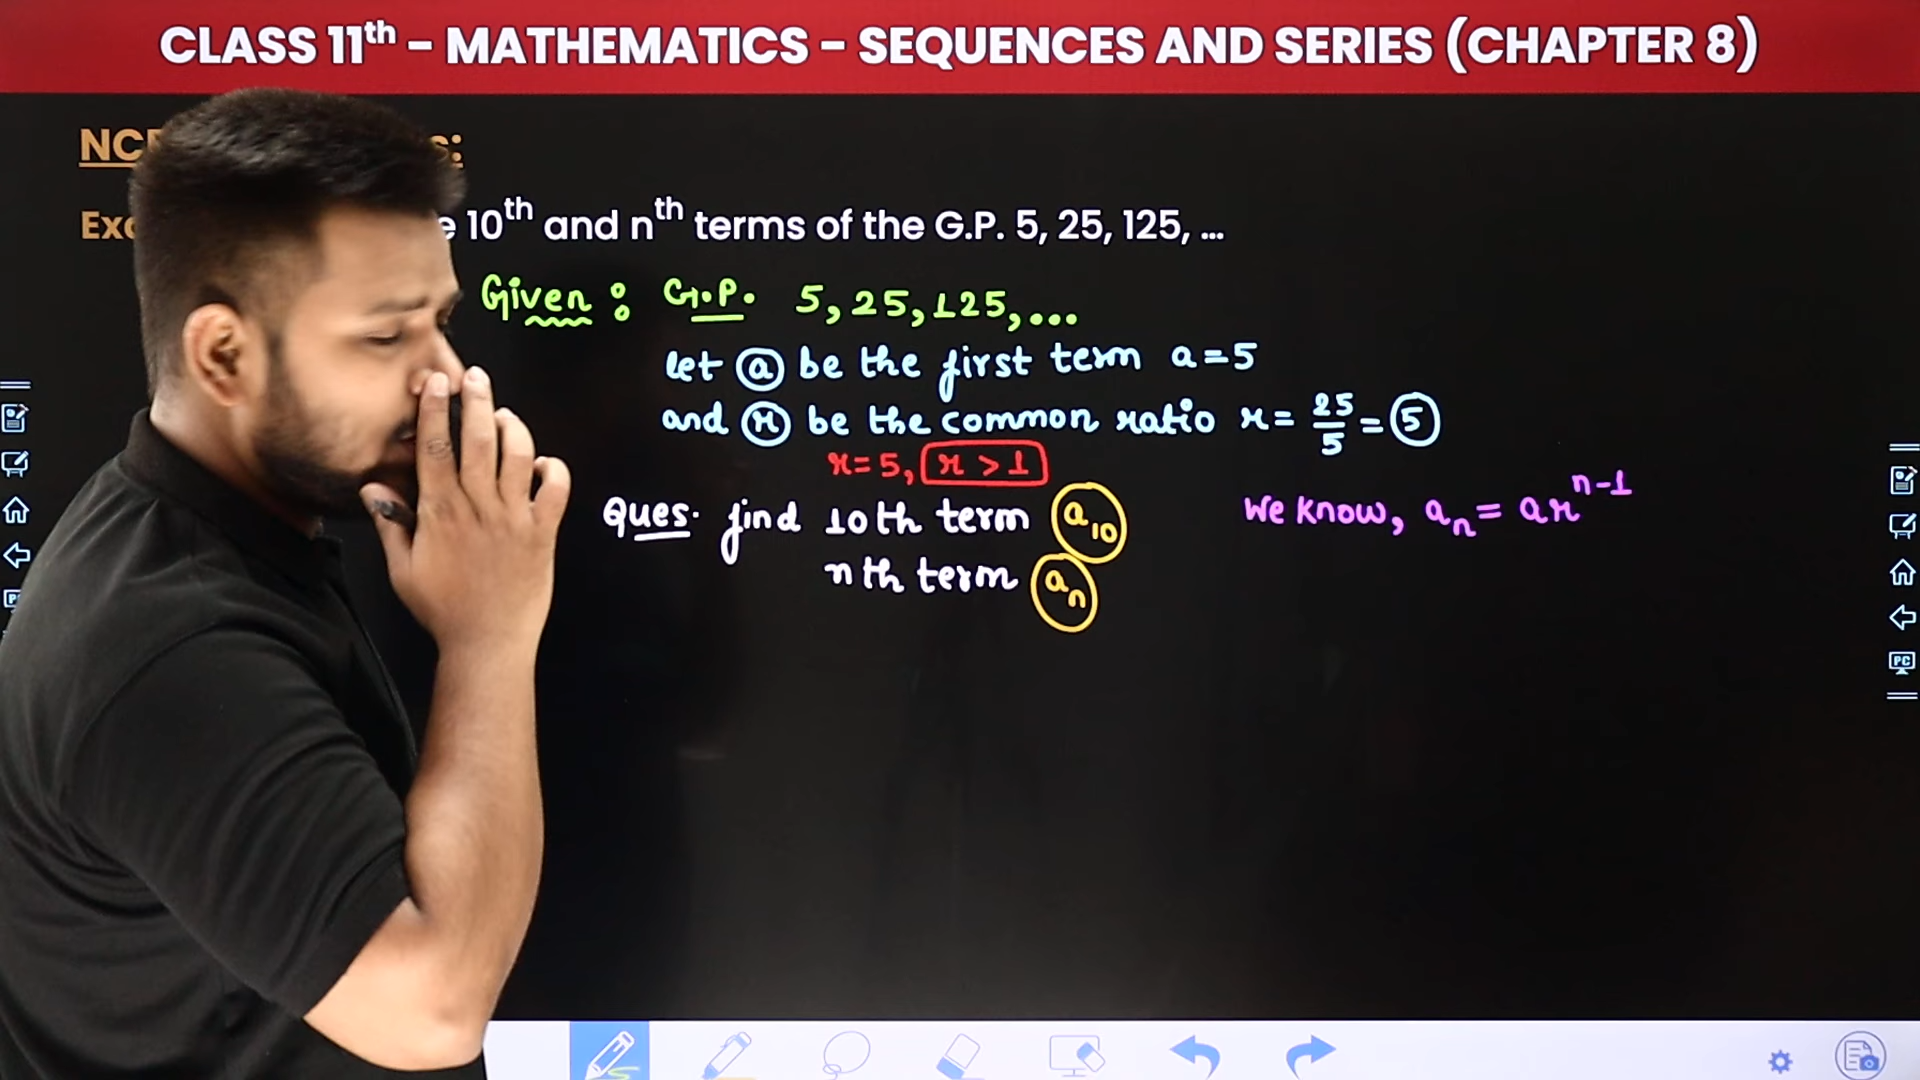 CLASS 11th - MATHEMATICS - SEQUENCES AND SERIES (CHAPTER 8)
10th and nth terms of the G.P. 5, 25, 125, ...
Given : G.P. 5, 25, 125, ...
let a be the first term a = 5
and r be the common ratio r = 25/5 = 5
r = 5, r > 1
Ques. find 10th term a10
We know, an = ar^n-1
nth term an
PC